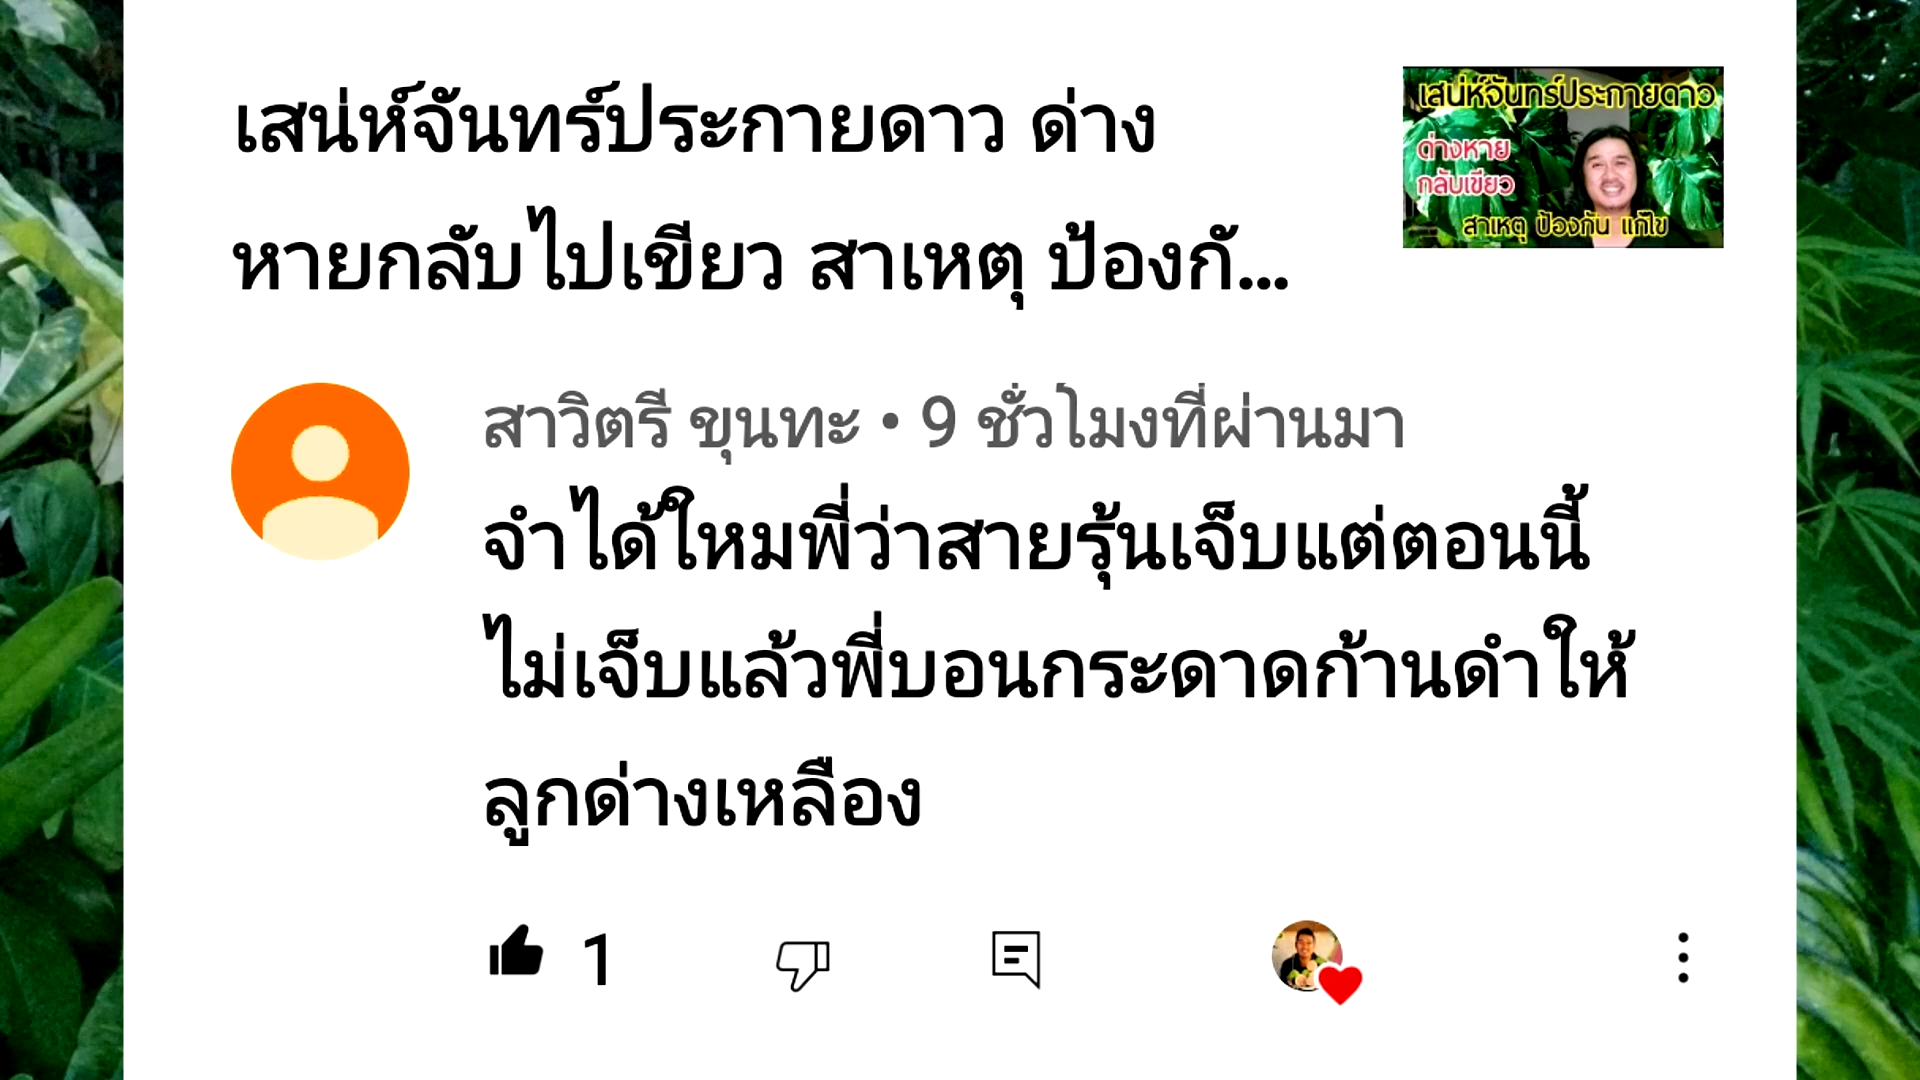 เสน่ห์จันทร์ประกายดาว ด่าง
หายกลับไปเขียว สาเหตุ ป้องกั...
เสน่ห์จันทร์ประกายดาว
ด่างหาย
กลับเขียว
สาเหตุ ป้องกัน แก้ไข
สาวิตรี ขุนทะ • 9 ชั่วโมงที่ผ่านมา
จำได้ใหมพี่ว่าสายรุ้นเจ็บแต่ตอนนี้
ไม่เจ็บแล้วพี่บอนกระดาดก้านดำให้
ลูกด่างเหลือง
1